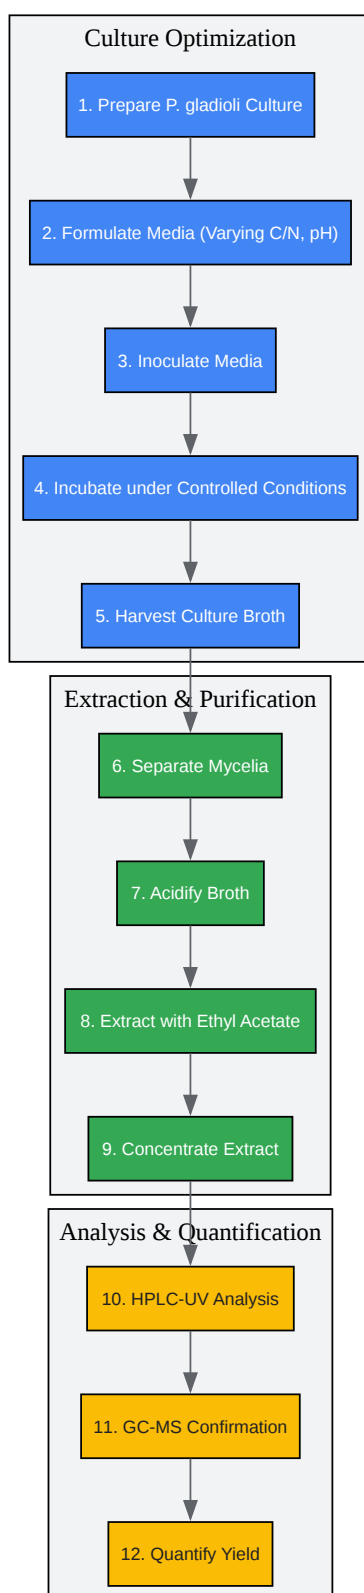 Culture Optimization
1. Prepare P. gladioli Culture
2. Formulate Media (Varying C/N, pH)
3. Inoculate Media
4. Incubate under Controlled Conditions
5. Harvest Culture Broth
Extraction & Purification
6. Separate Mycelia
7. Acidify Broth
8. Extract with Ethyl Acetate
9. Concentrate Extract
Analysis & Quantification
10. HPLC-UV Analysis
11. GC-MS Confirmation
12. Quantify Yield